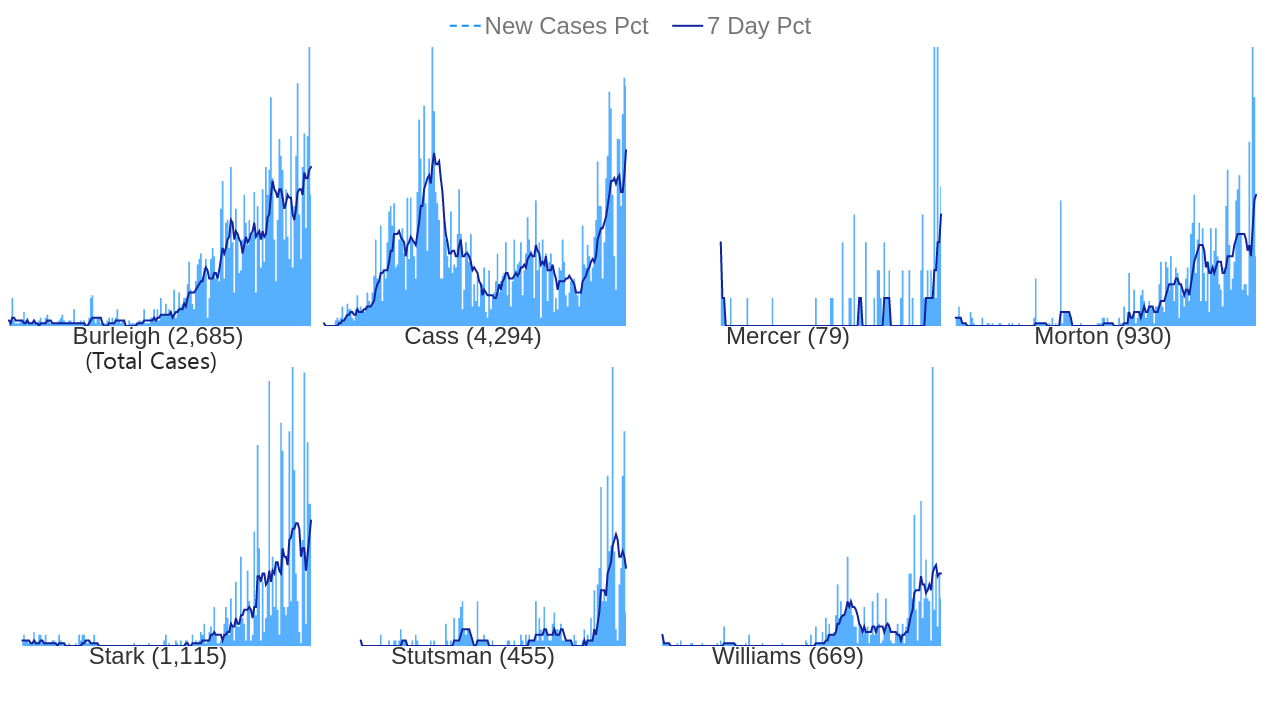 New Cases Pct 7 Day Pct
Burleigh (2,685) Cass (4,294) Mercer (79) Morton (930)
(Total Cases)
Stark (1,115) Stutsman (455) Williams (669)